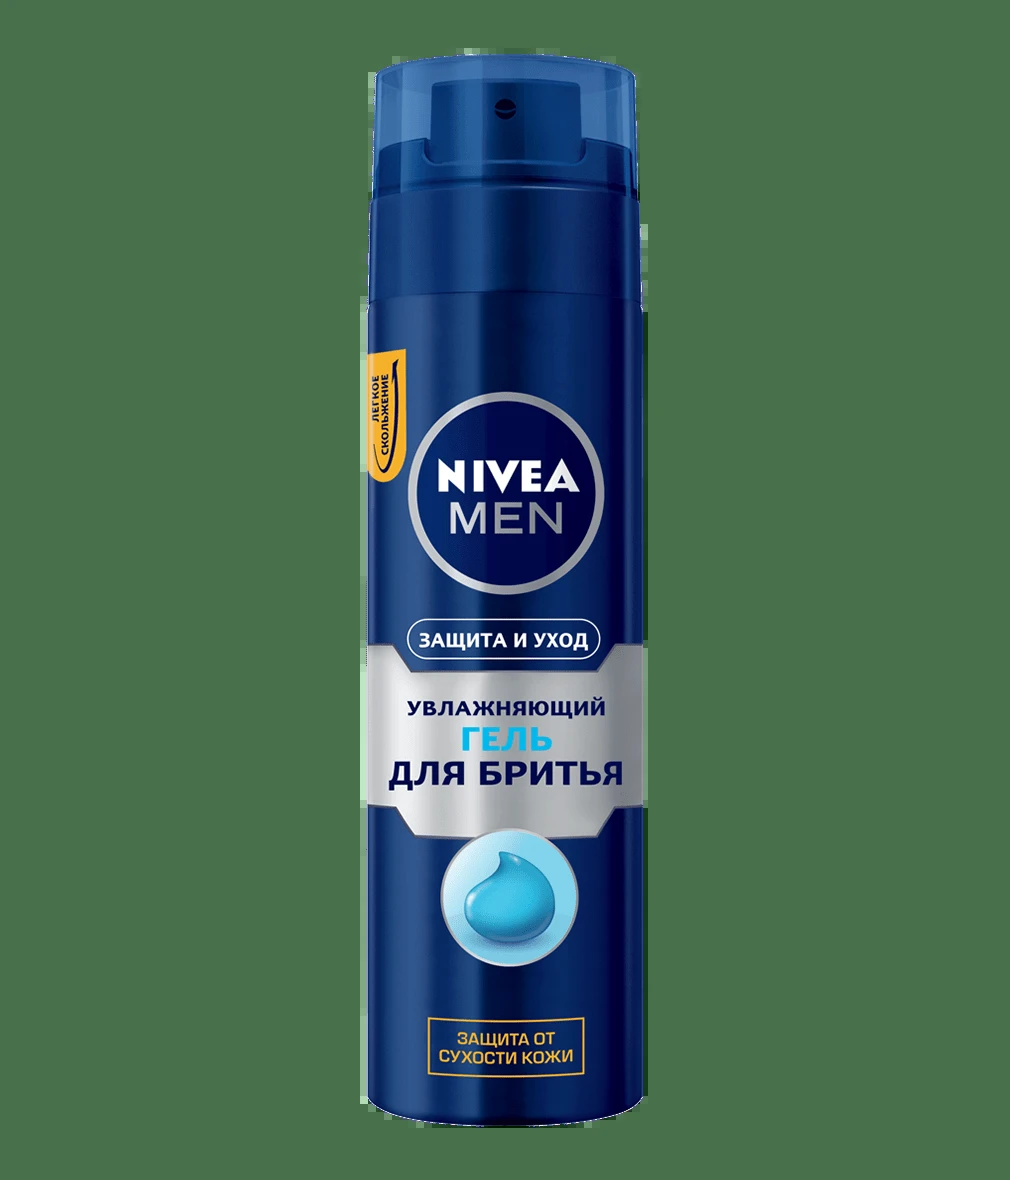 ЛЕГКОЕ
СКОЛЬЖЕНИЕ
NIVEA
MEN
ЗАЩИТА И УХОД
УВЛАЖНЯЮЩИЙ
ГЕЛЬ
ДЛЯ БРИТЬЯ
ЗАЩИТА ОТ
СУХОСТИ КОЖИ